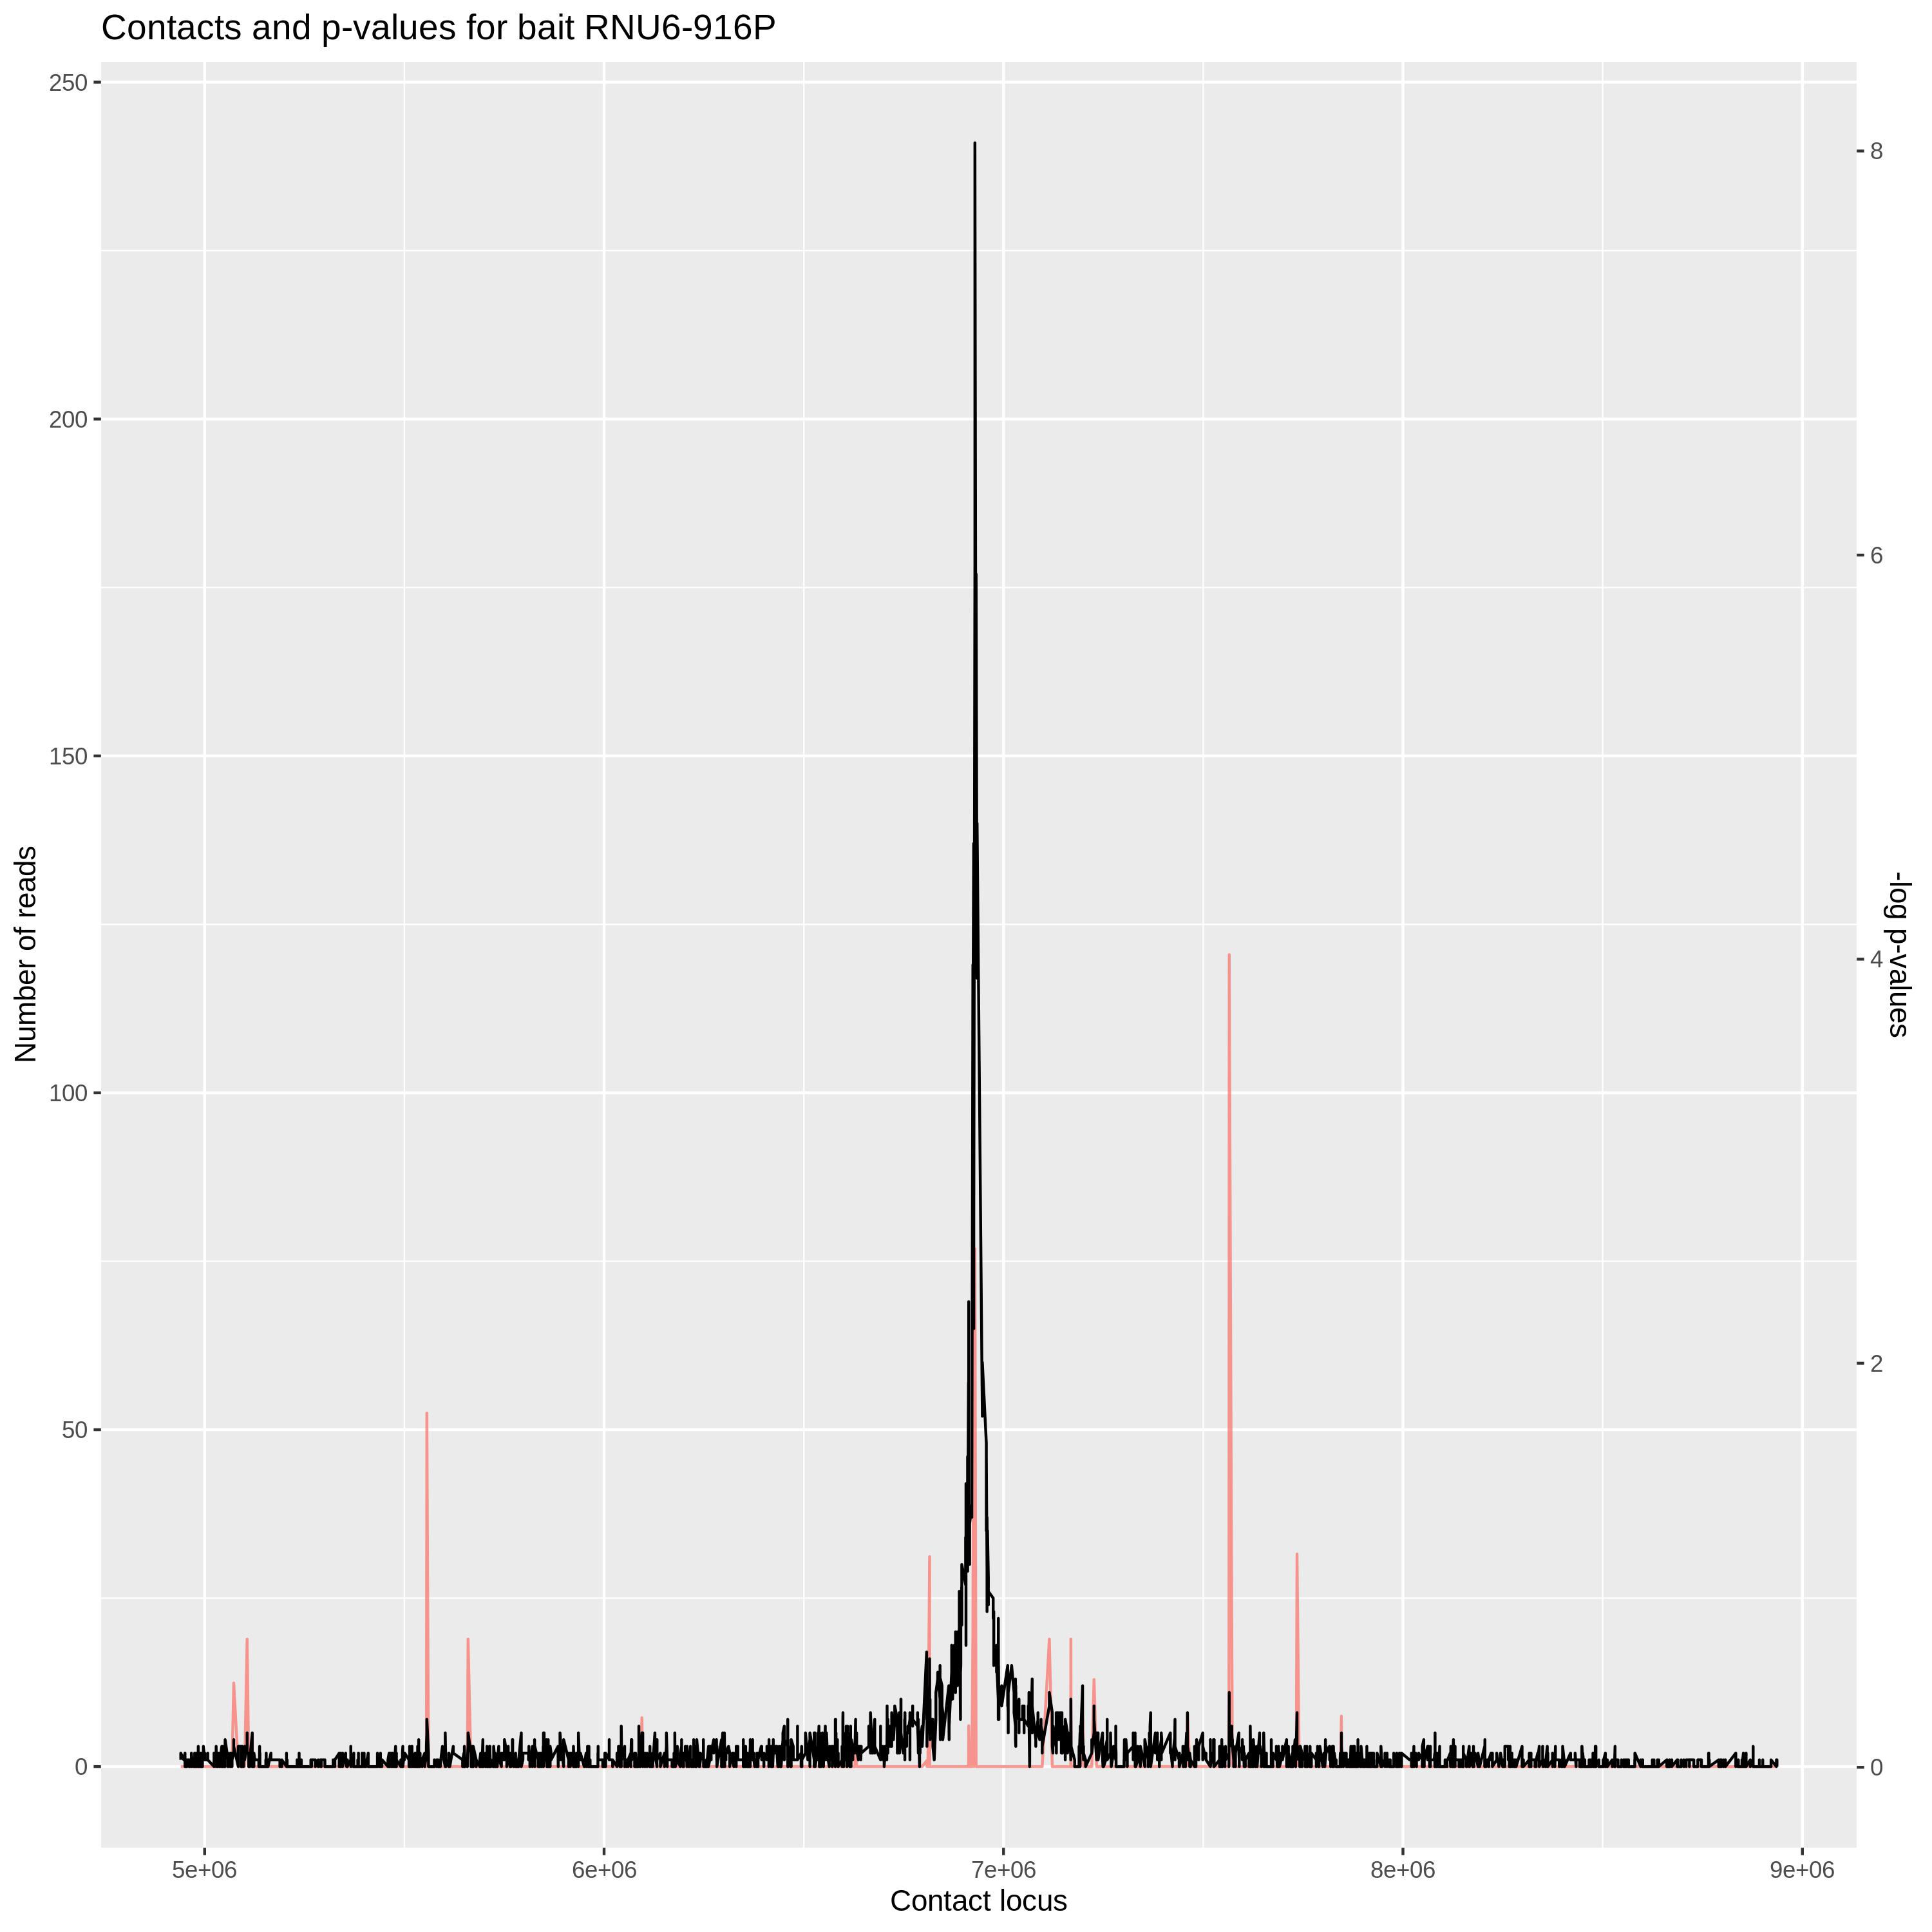 Contacts and p-values for bait RNU6-916P
250
200
150
100
50
0
Number of reads
8
6
4
2
0
-log p-values
5e+06
6e+06
7e+06
8e+06
9e+06
Contact locus